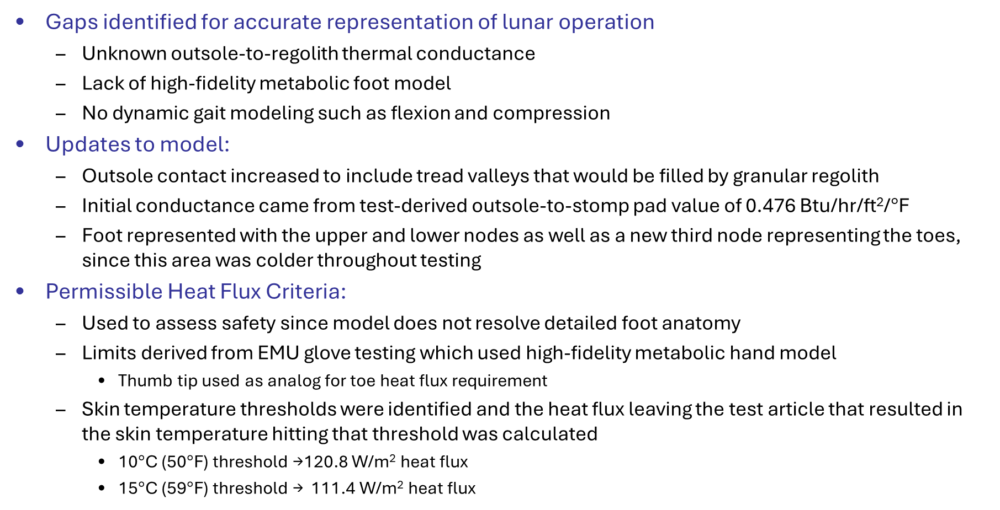 • Gaps identified for accurate representation of lunar operation
– Unknown outsole-to-regolith thermal conductance
– Lack of high-fidelity metabolic foot model
– No dynamic gait modeling such as flexion and compression
• Updates to model:
– Outsole contact increased to include tread valleys that would be filled by granular regolith
– Initial conductance came from test-derived outsole-to-stomp pad value of 0.476 Btu/hr/ft²/°F
– Foot represented with the upper and lower nodes as well as a new third node representing the toes,
since this area was colder throughout testing
• Permissible Heat Flux Criteria:
– Used to assess safety since model does not resolve detailed foot anatomy
– Limits derived from EMU glove testing which used high-fidelity metabolic hand model
• Thumb tip used as analog for toe heat flux requirement
– Skin temperature thresholds were identified and the heat flux leaving the test article that resulted in
the skin temperature hitting that threshold was calculated
• 10°C (50°F) threshold →120.8 W/m² heat flux
• 15°C (59°F) threshold → 111.4 W/m² heat flux